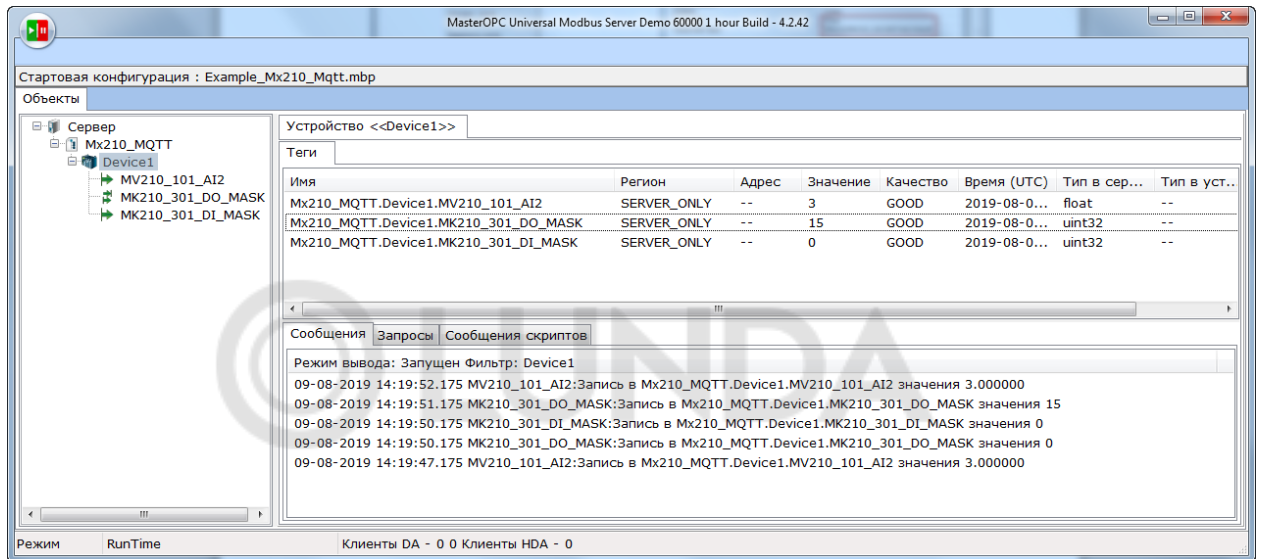 MasterOPC Universal Modbus Server Demo 60000 1 hour Build - 4.2.42
Стартовая конфигурация : Example_Mx210_Mqtt.mbp
Объекты
Сервер
Mx210_MQTT
Device1
MV210_101_AI2
MK210_301_DO_MASK
MK210_301_DI_MASK
Устройство <<Device1>>
Теги
Имя Регион Адрес Значение Качество Время (UTC) Тип в сер... Тип в уст...
Mx210_MQTT.Device1.MV210_101_AI2 SERVER_ONLY -- 3 GOOD 2019-08-0... float --
Mx210_MQTT.Device1.MK210_301_DO_MASK SERVER_ONLY -- 15 GOOD 2019-08-0... uint32 --
Mx210_MQTT.Device1.MK210_301_DI_MASK SERVER_ONLY -- 0 GOOD 2019-08-0... uint32 --
LUNDA
Сообщения Запросы Сообщения скриптов
Режим вывода: Запущен Фильтр: Device1
09-08-2019 14:19:52.175 MV210_101_AI2:Запись в Mx210_MQTT.Device1.MV210_101_AI2 значения 3.000000
09-08-2019 14:19:51.175 MK210_301_DO_MASK:Запись в Mx210_MQTT.Device1.MK210_301_DO_MASK значения 15
09-08-2019 14:19:50.175 MK210_301_DI_MASK:Запись в Mx210_MQTT.Device1.MK210_301_DI_MASK значения 0
09-08-2019 14:19:50.175 MK210_301_DO_MASK:Запись в Mx210_MQTT.Device1.MK210_301_DO_MASK значения 0
09-08-2019 14:19:47.175 MV210_101_AI2:Запись в Mx210_MQTT.Device1.MV210_101_AI2 значения 3.000000
Режим RunTime Клиенты DA - 0 0 Клиенты HDA - 0